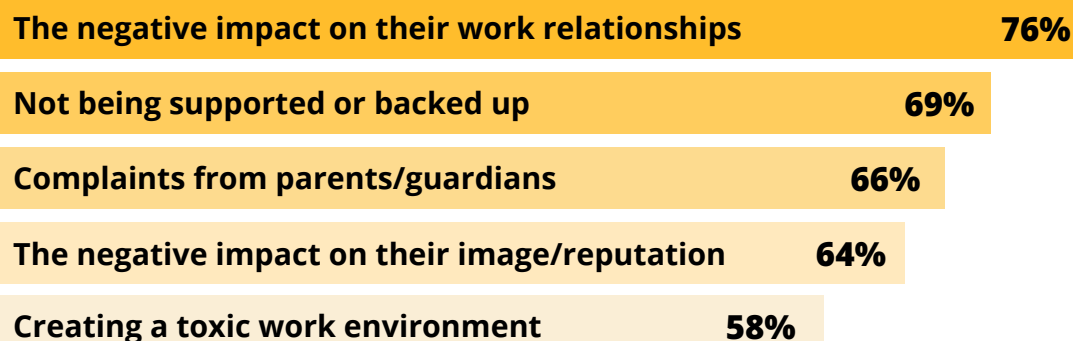 The negative impact on their work relationships 76%
Not being supported or backed up 69%
Complaints from parents/guardians 66%
The negative impact on their image/reputation 64%
Creating a toxic work environment 58%